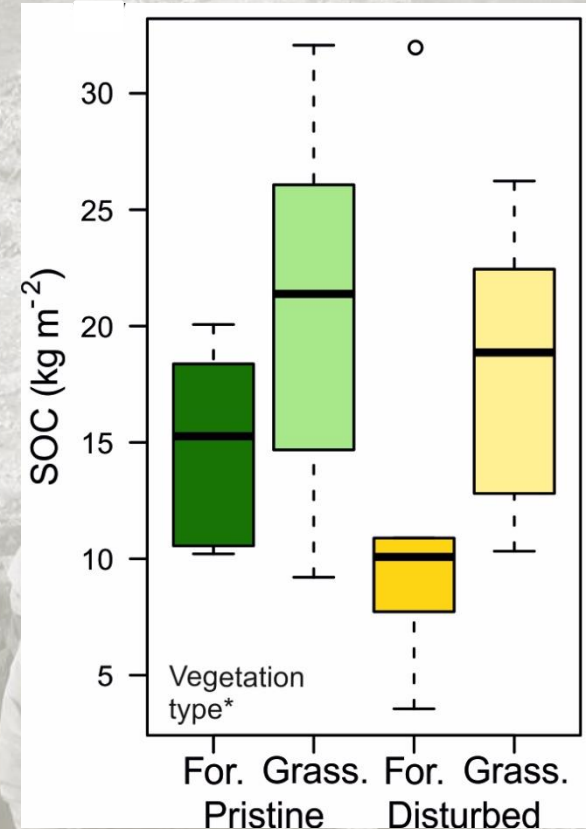 SOC (kg m⁻²)
30
25
20
15
10
5
Vegetation
type*
For. Grass. For. Grass.
Pristine Disturbed